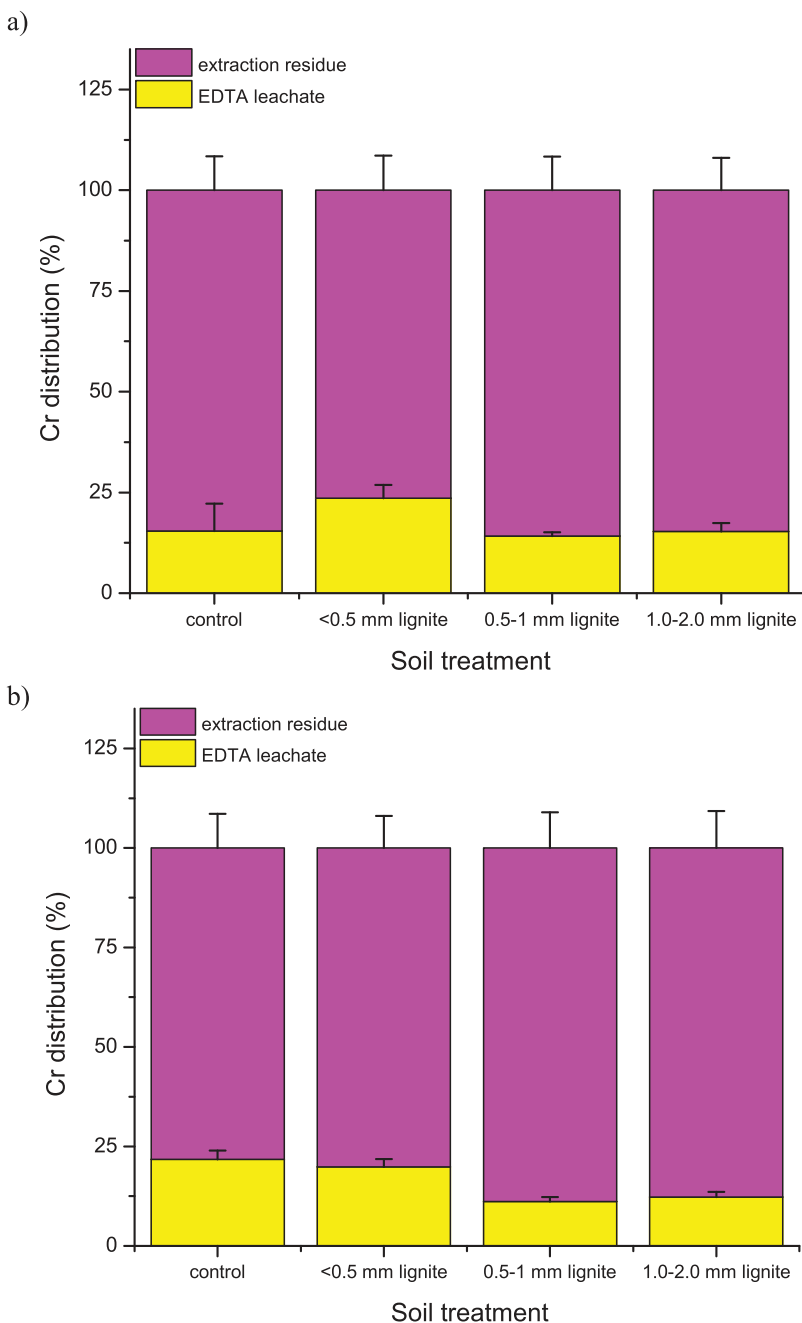 a)
extraction residue
EDTA leachate
125
100
75
50
25
0
Cr distribution (%)
control
<0.5 mm lignite
0.5-1 mm lignite
1.0-2.0 mm lignite
Soil treatment
b)
extraction residue
EDTA leachate
125
100
75
50
25
0
Cr distribution (%)
control
<0.5 mm lignite
0.5-1 mm lignite
1.0-2.0 mm lignite
Soil treatment